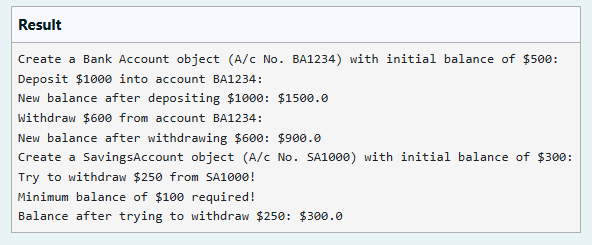 Result
Create a Bank Account object (A/c No. BA1234) with initial balance of $500:
Deposit $1000 into account BA1234:
New balance after depositing $1000: $1500.0
Withdraw $600 from account BA1234:
New balance after withdrawing $600: $900.0
Create a SavingsAccount object (A/c No. SA1000) with initial balance of $300:
Try to withdraw $250 from SA1000!
Minimum balance of $100 required!
Balance after trying to withdraw $250: $300.0